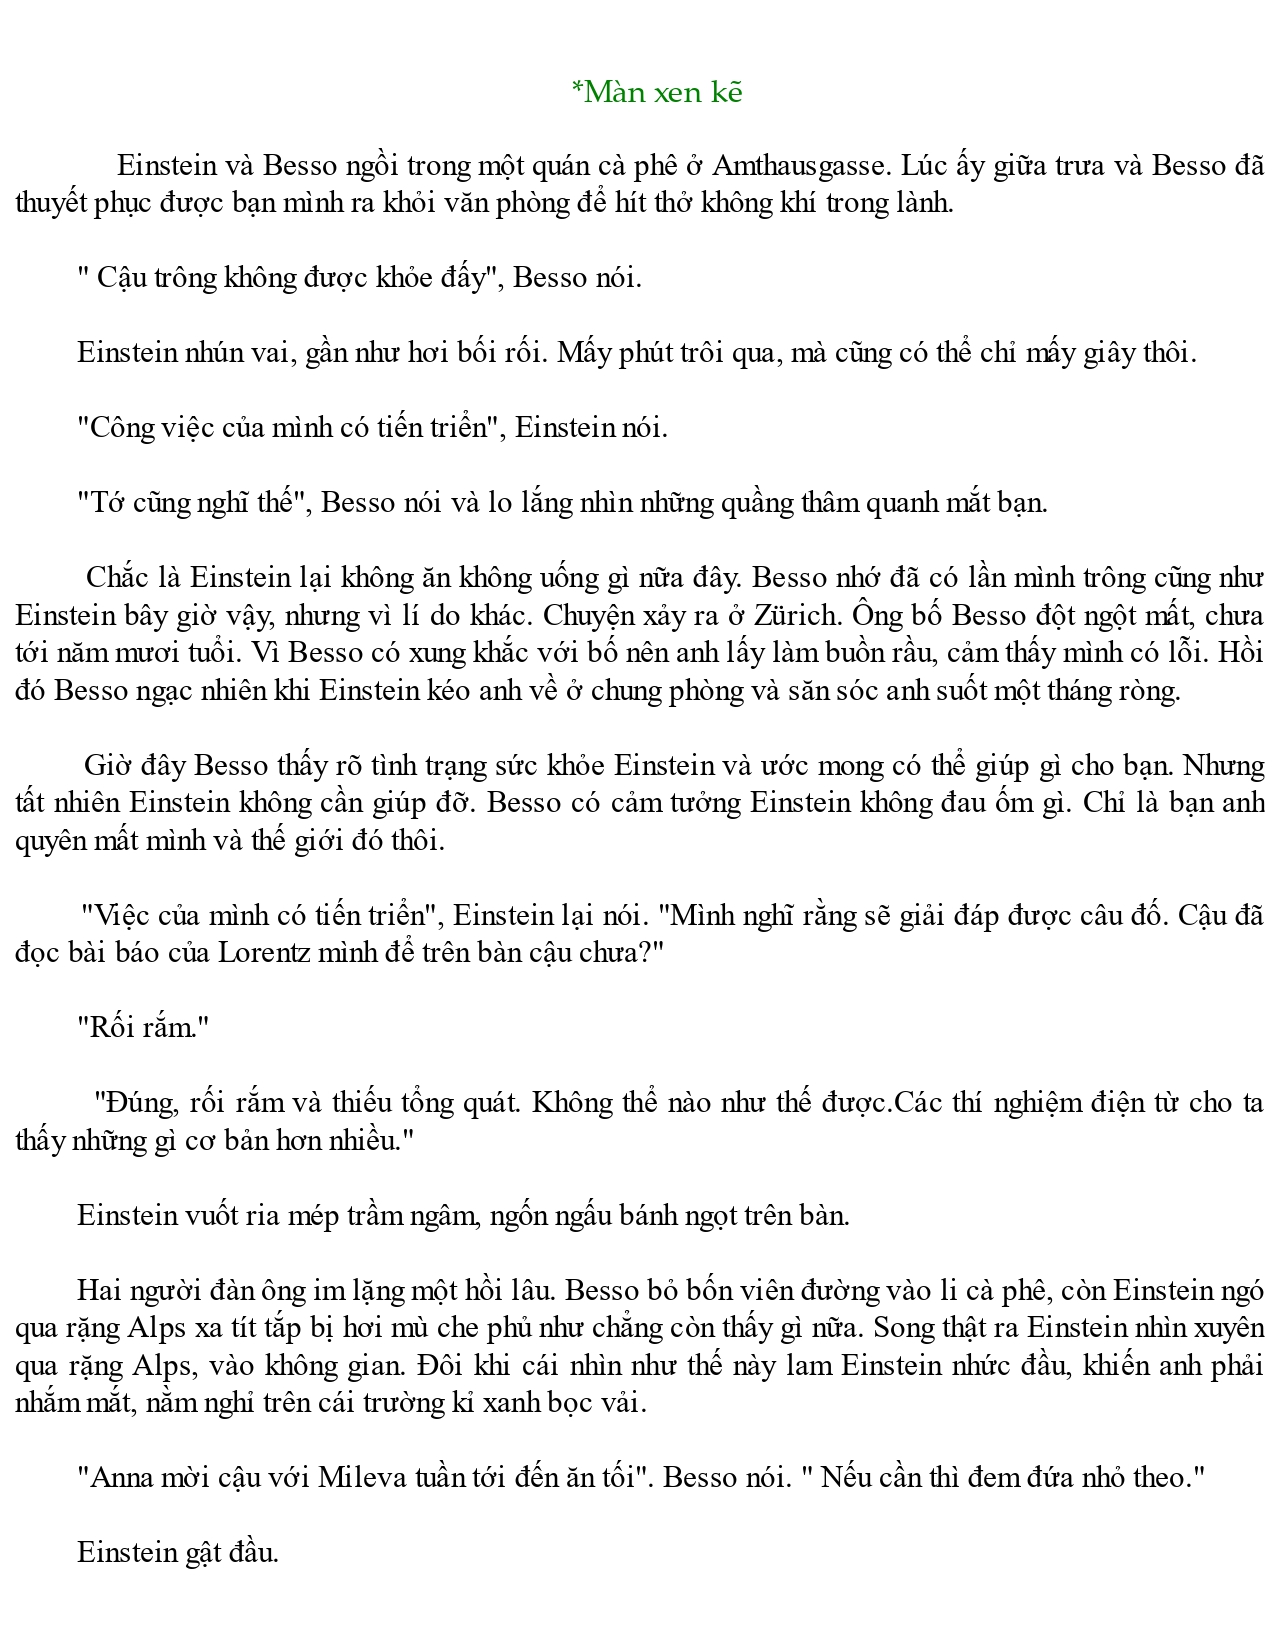 *Màn xen kẽ
Einstein và Besso ngồi trong một quán cà phê ở Amthausgasse. Lúc ấy giữa trưa và Besso đã
thuyết phục được bạn mình ra khỏi văn phòng để hít thở không khí trong lành.
" Cậu trông không được khỏe đấy", Besso nói.
Einstein nhún vai, gần như hơi bối rối. Mấy phút trôi qua, mà cũng có thể chỉ mấy giây thôi.
"Công việc của mình có tiến triển", Einstein nói.
"Tớ cũng nghĩ thế", Besso nói và lo lắng nhìn những quầng thâm quanh mắt bạn.
Chắc là Einstein lại không ăn không uống gì nữa đây. Besso nhớ đã có lần mình trông cũng như
Einstein bây giờ vậy, nhưng vì lí do khác. Chuyện xảy ra ở Zürich. Ông bố Besso đột ngột mất, chưa
tới năm mươi tuổi. Vì Besso có xung khắc với bố nên anh lấy làm buồn rầu, cảm thấy mình có lỗi. Hồi
đó Besso ngạc nhiên khi Einstein kéo anh về ở chung phòng và săn sóc anh suốt một tháng ròng.
Giờ đây Besso thấy rõ tình trạng sức khỏe Einstein và ước mong có thể giúp gì cho bạn. Nhưng
tất nhiên Einstein không cần giúp đỡ. Besso có cảm tưởng Einstein không đau ốm gì. Chỉ là bạn anh
quyên mất mình và thế giới đó thôi.
"Việc của mình có tiến triển", Einstein lại nói. "Mình nghĩ rằng sẽ giải đáp được câu đố. Cậu đã
đọc bài báo của Lorentz mình để trên bàn cậu chưa?"
"Rối rắm."
"Đúng, rối rắm và thiếu tổng quát. Không thể nào như thế được.Các thí nghiệm điện từ cho ta
thấy những gì cơ bản hơn nhiều."
Einstein vuốt ria mép trầm ngâm, ngốn ngấu bánh ngọt trên bàn.
Hai người đàn ông im lặng một hồi lâu. Besso bỏ bốn viên đường vào li cà phê, còn Einstein ngó
qua rặng Alps xa tít tắp bị hơi mù che phủ như chẳng còn thấy gì nữa. Song thật ra Einstein nhìn xuyên
qua rặng Alps, vào không gian. Đôi khi cái nhìn như thế này lam Einstein nhức đầu, khiến anh phải
nhắm mắt, nằm nghỉ trên cái trường kỉ xanh bọc vải.
"Anna mời cậu với Mileva tuần tới đến ăn tối". Besso nói. " Nếu cần thì đem đứa nhỏ theo."
Einstein gật đầu.